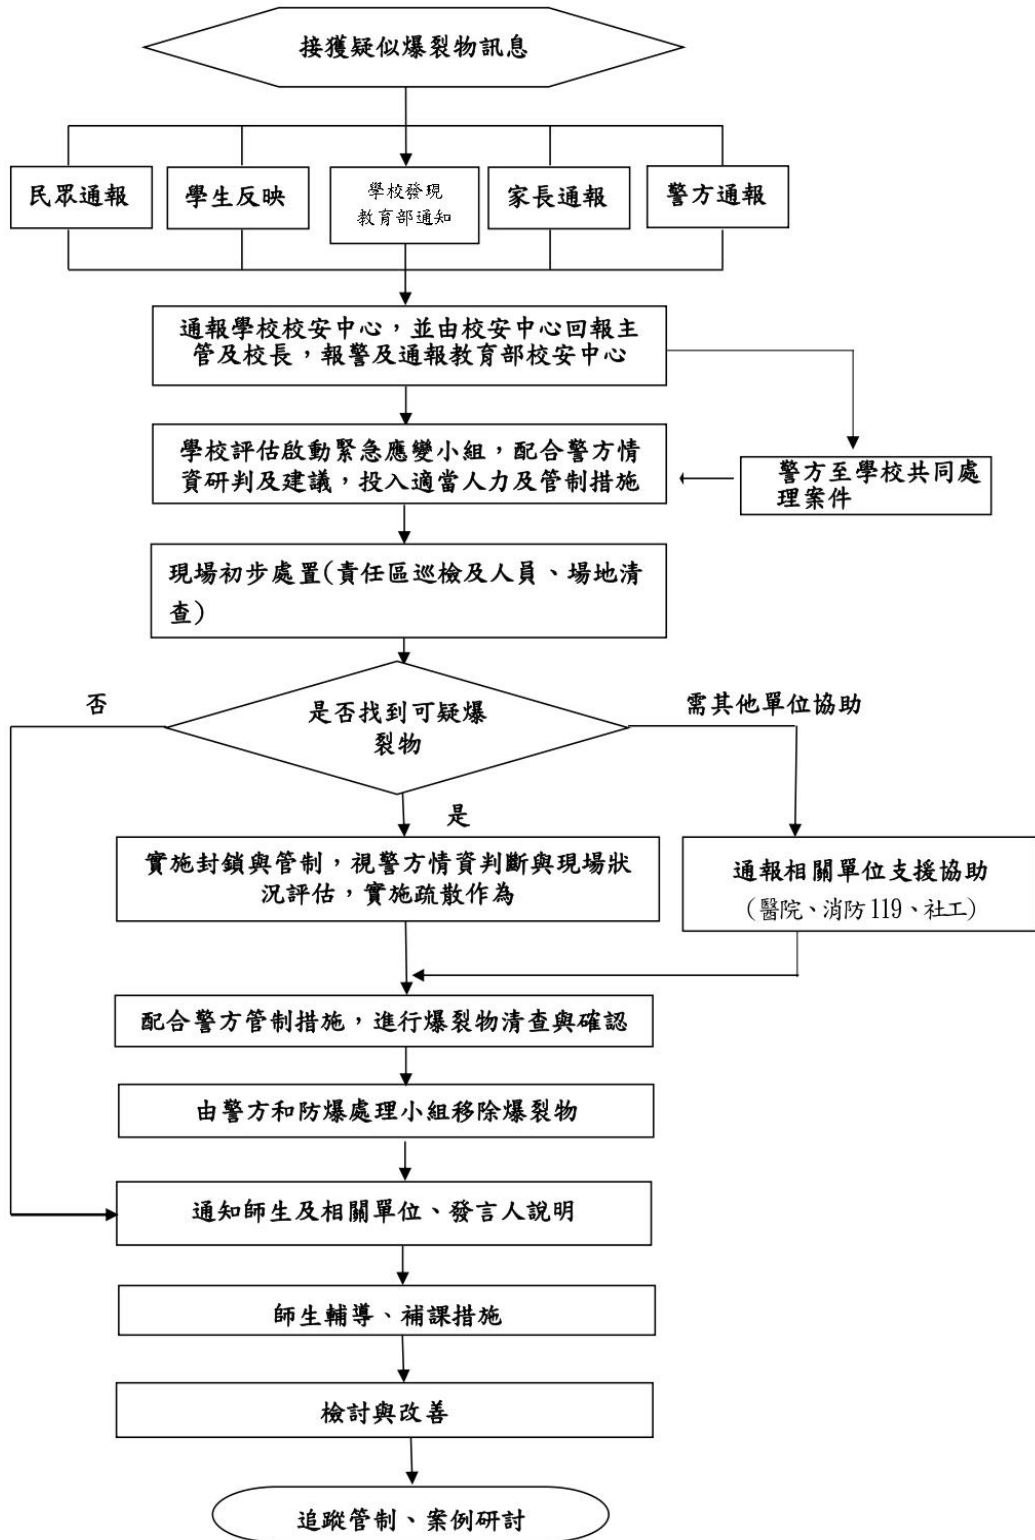 接獲疑似爆裂物訊息
民眾通報
學生反映
學校發現
教育部通知
家長通報
警方通報
通報學校校安中心，並由校安中心回報主
管及校長，報警及通報教育部校安中心
學校評估啟動緊急應變小組，配合警方情
資研判及建議，投入適當人力及管制措施
警方至學校共同處
理案件
現場初步處置(責任區巡檢及人員、場地清
查)
否
是否找到可疑爆
裂物
需其他單位協助
是
實施封鎖與管制，視警方情資判斷與現場狀
況評估，實施疏散作為
通報相關單位支援協助
（醫院、消防119、社工）
配合警方管制措施，進行爆裂物清查與確認
由警方和防爆處理小組移除爆裂物
通知師生及相關單位、發言人說明
師生輔導、補課措施
檢討與改善
追蹤管制、案例研討